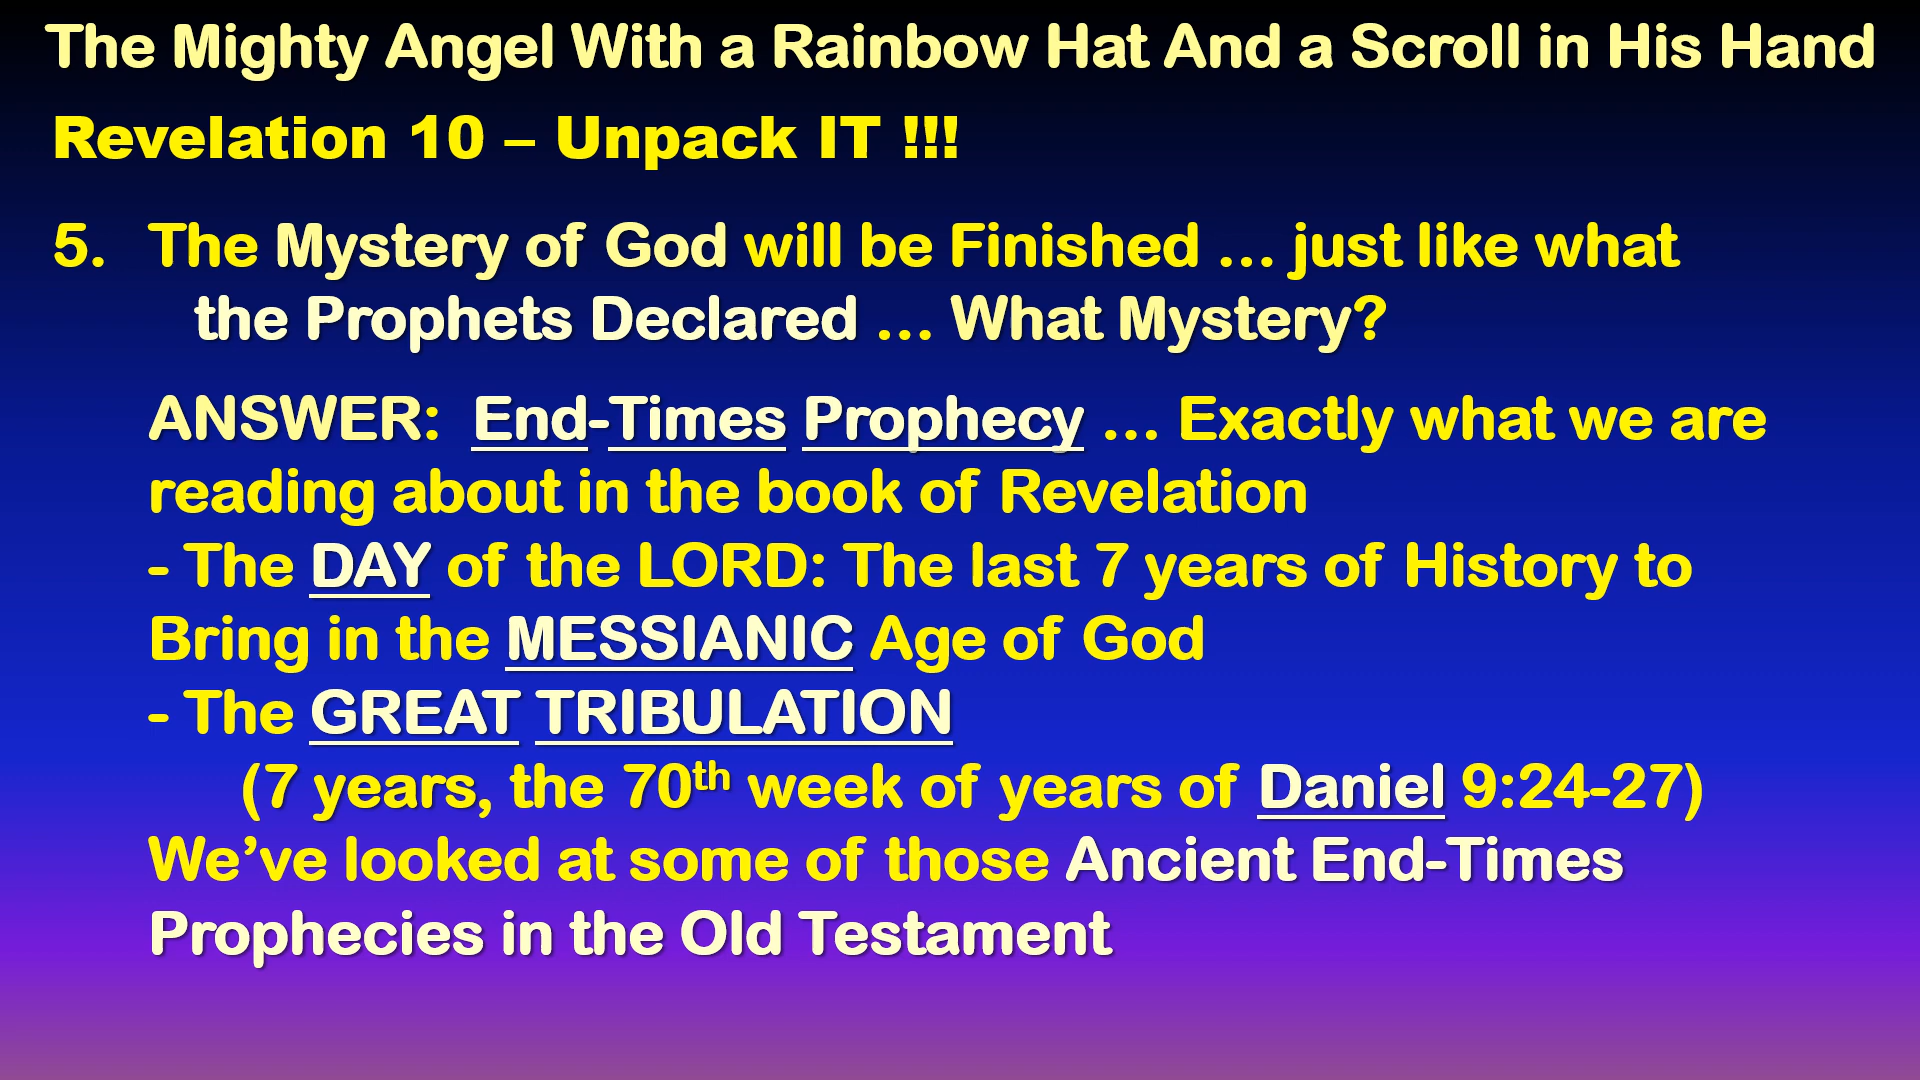 The Mighty Angel With a Rainbow Hat And a Scroll in His Hand
Revelation 10 – Unpack IT !!!
5. The Mystery of God will be Finished … just like what
the Prophets Declared … What Mystery?
ANSWER: End-Times Prophecy … Exactly what we are
reading about in the book of Revelation
- The DAY of the LORD: The last 7 years of History to
Bring in the MESSIANIC Age of God
- The GREAT TRIBULATION
(7 years, the 70th week of years of Daniel 9:24-27)
We’ve looked at some of those Ancient End-Times
Prophecies in the Old Testament